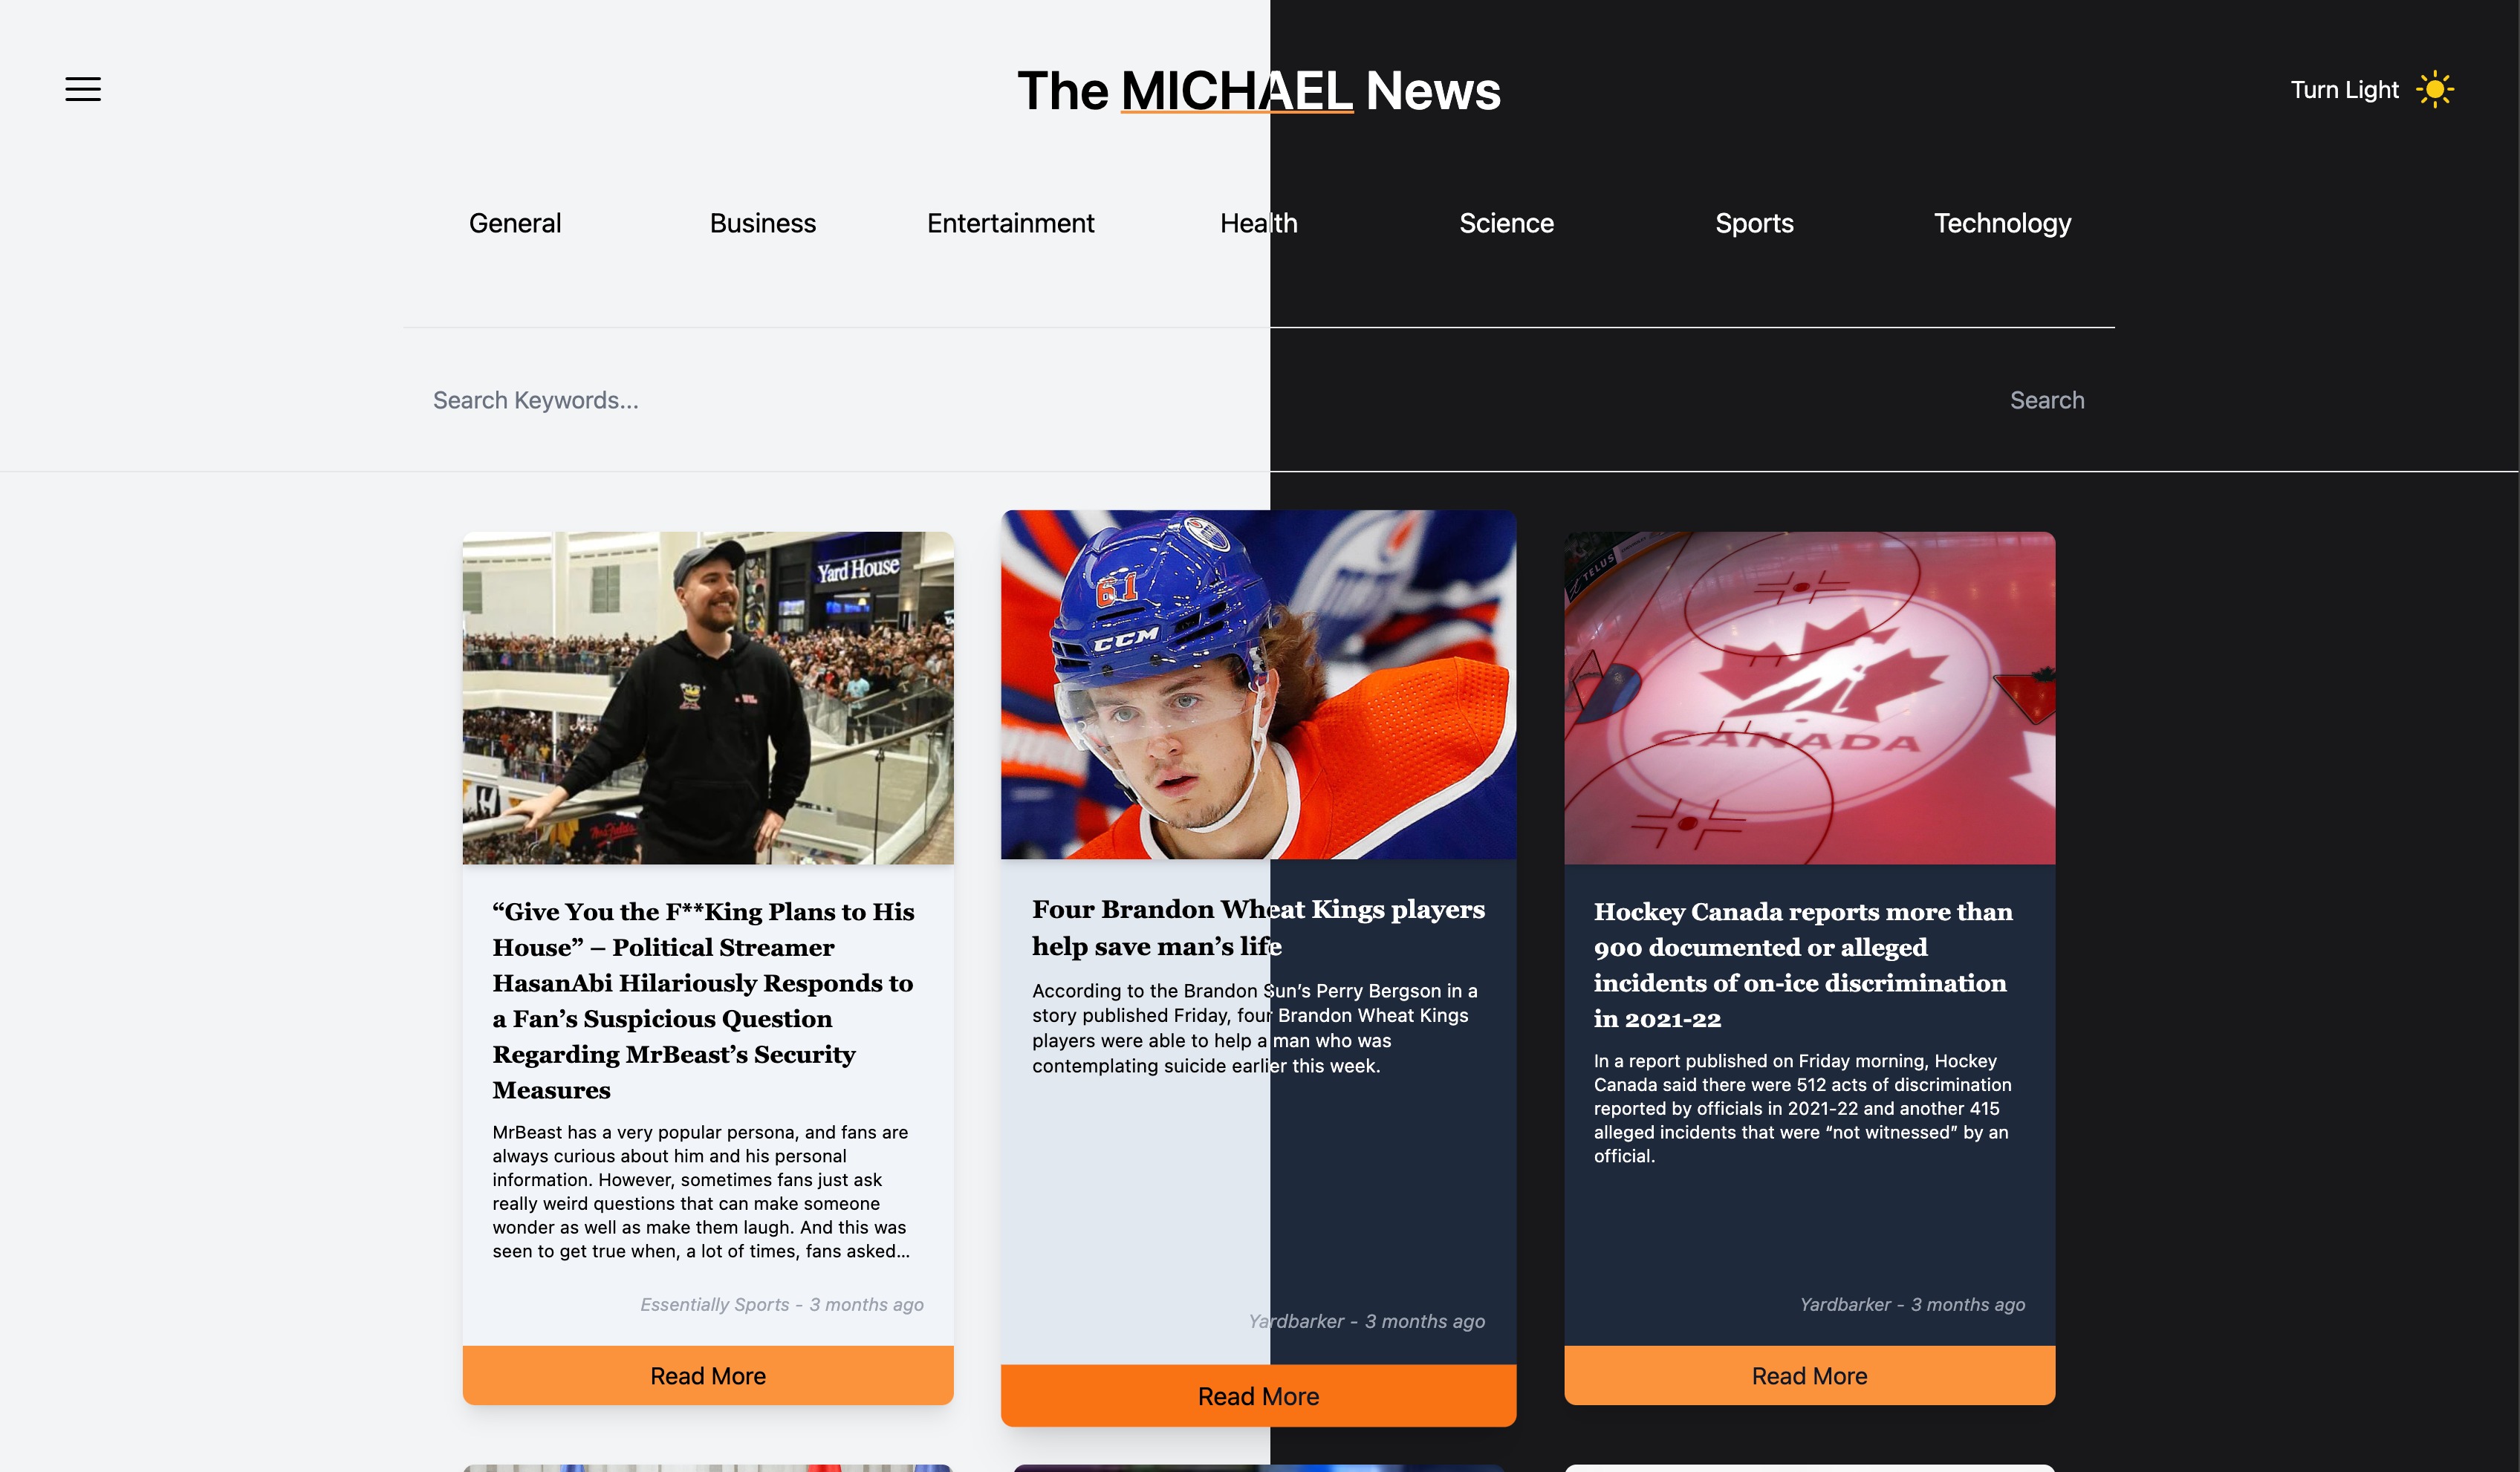 The MICHAEL News
Turn Light
General
Business
Entertainment
Health
Science
Sports
Technology
Search Keywords...
Search
Yard House
Mrs. Fields
“Give You the F**King Plans to His
House” – Political Streamer
HasanAbi Hilariously Responds to
a Fan’s Suspicious Question
Regarding MrBeast’s Security
Measures
MrBeast has a very popular persona, and fans are
always curious about him and his personal
information. However, sometimes fans just ask
really weird questions that can make someone
wonder as well as make them laugh. And this was
seen to get true when, a lot of times, fans asked...
Essentially Sports - 3 months ago
Read More
61
CCM
Four Brandon Wheat Kings players
help save man’s life
According to the Brandon Sun’s Perry Bergson in a
story published Friday, four Brandon Wheat Kings
players were able to help a man who was
contemplating suicide earlier this week.
Yardbarker - 3 months ago
Read More
TELUS
CANADA
Hockey Canada reports more than
900 documented or alleged
incidents of on-ice discrimination
in 2021-22
In a report published on Friday morning, Hockey
Canada said there were 512 acts of discrimination
reported by officials in 2021-22 and another 415
alleged incidents that were “not witnessed” by an
official.
Yardbarker - 3 months ago
Read More